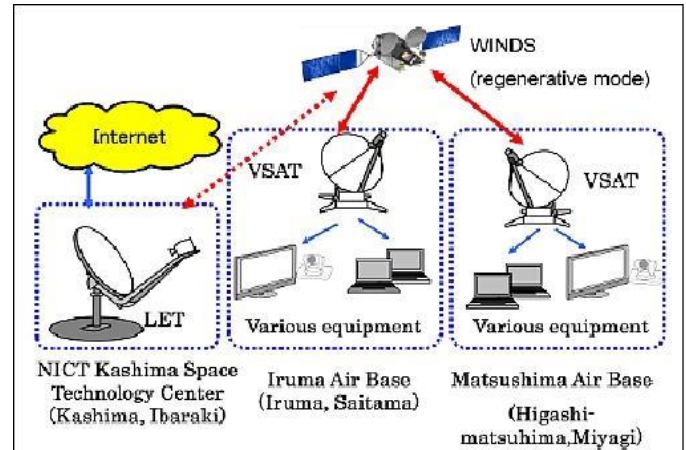 WINDS
(regenerative mode)
Internet
VSAT
VSAT
LET
Various equipment
Various equipment
NICT Kashima Space
Technology Center
(Kashima, Ibaraki)
Iruma Air Base
(Iruma, Saitama)
Matsushima Air Base
(Higashi-
matsuhima,Miyagi)